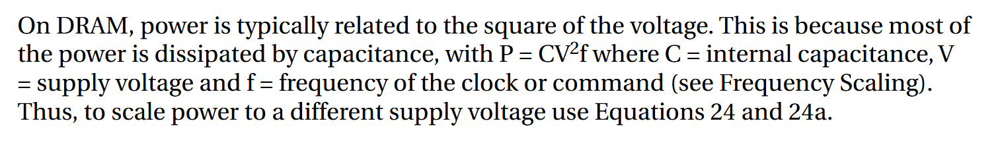 On DRAM, power is typically related to the square of the voltage. This is because most of
the power is dissipated by capacitance, with P = CV²f where C = internal capacitance, V
= supply voltage and f = frequency of the clock or command (see Frequency Scaling).
Thus, to scale power to a different supply voltage use Equations 24 and 24a.